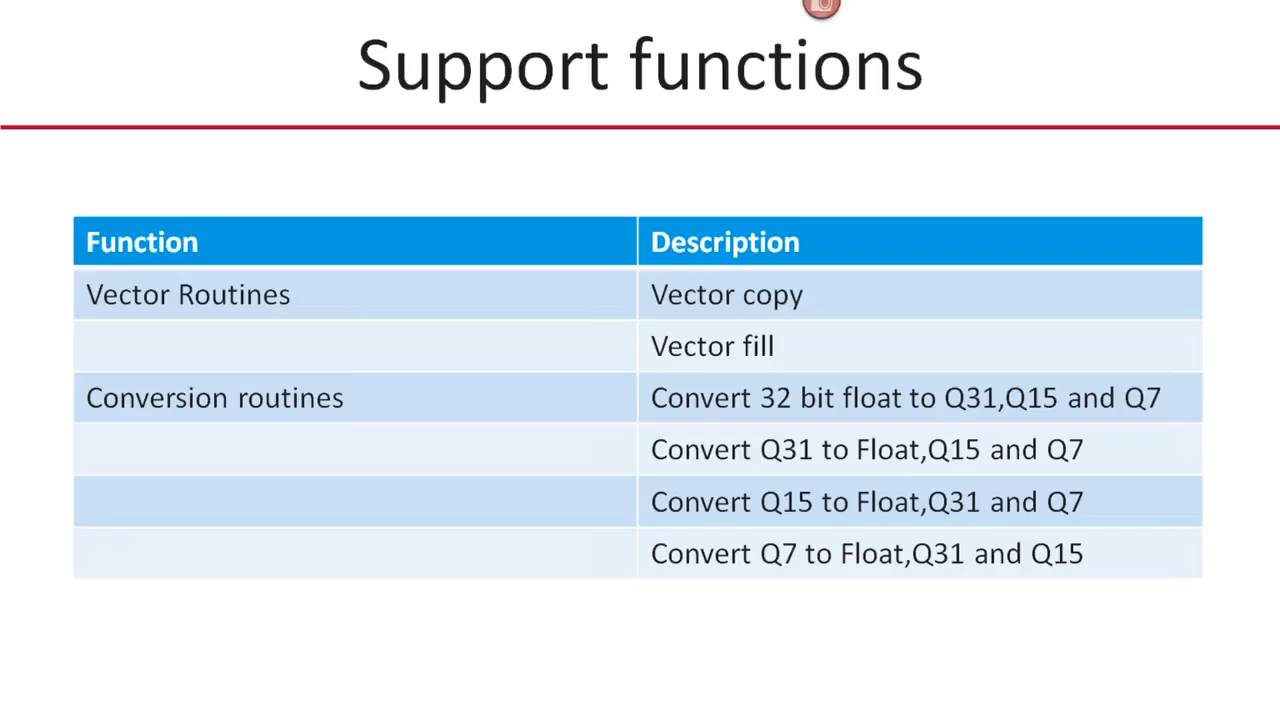 Support functions
Function Description
Vector Routines Vector copy
Vector fill
Conversion routines Convert 32 bit float to Q31,Q15 and Q7
Convert Q31 to Float,Q15 and Q7
Convert Q15 to Float,Q31 and Q7
Convert Q7 to Float,Q31 and Q15